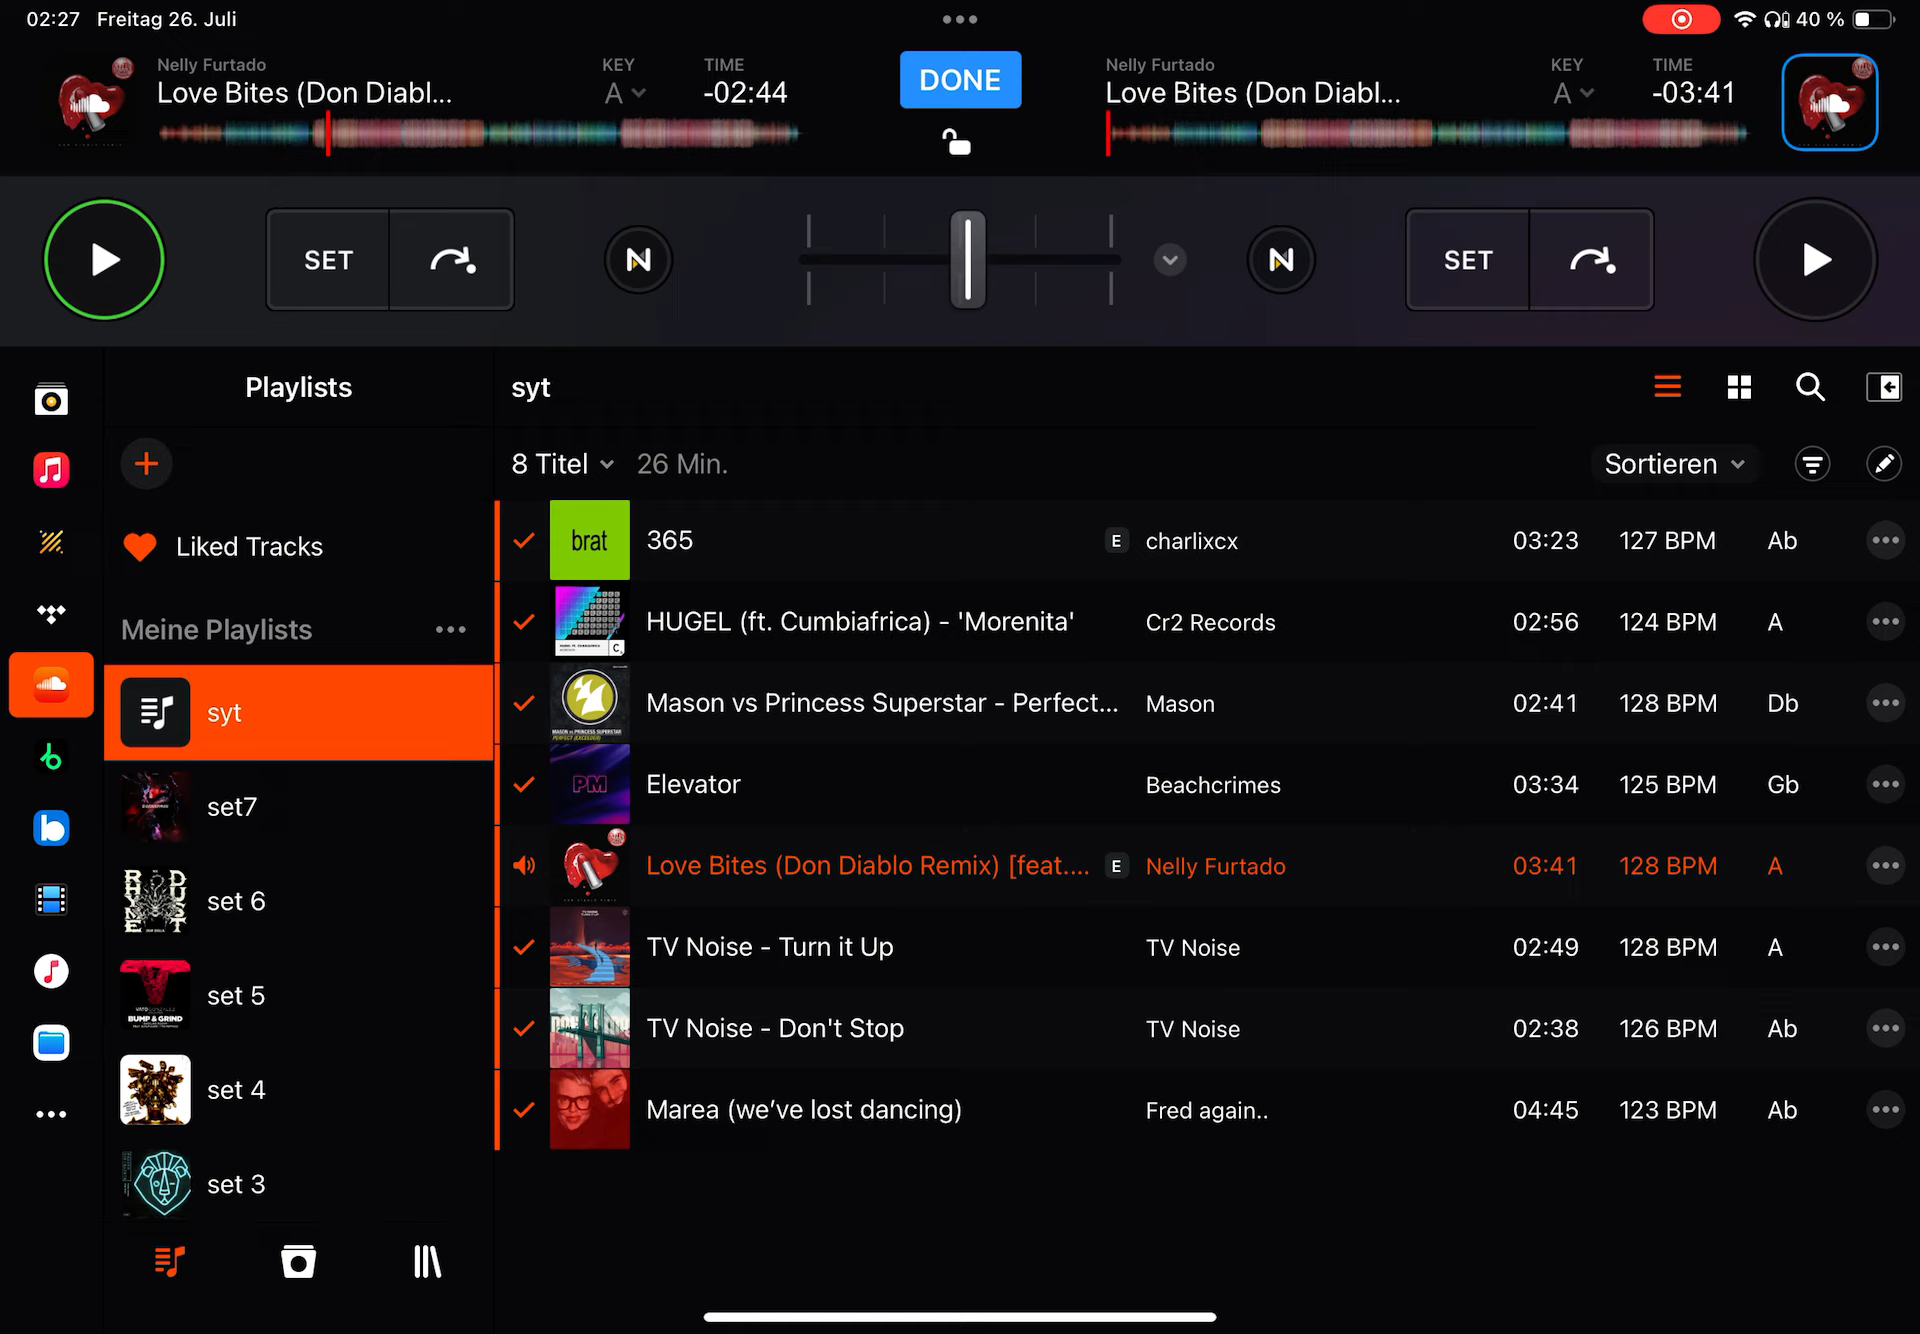 02:27 Freitag 26. Juli
40 %
Nelly Furtado
Love Bites (Don Diabl...
KEY
A
TIME
-02:44
DONE
Nelly Furtado
Love Bites (Don Diabl...
KEY
A
TIME
-03:41
SET
SET
Playlists
syt
8 Titel 26 Min.
Sortieren
Liked Tracks
Meine Playlists
syt
set7
set 6
set 5
set 4
set 3
brat
365 E charlixcx 03:23 127 BPM Ab
HUGEL (ft. Cumbiafrica) - 'Morenita' Cr2 Records 02:56 124 BPM A
Mason vs Princess Superstar - Perfect... Mason 02:41 128 BPM Db
PM
Elevator Beachcrimes 03:34 125 BPM Gb
Love Bites (Don Diablo Remix) [feat.... E Nelly Furtado 03:41 128 BPM A
TV Noise - Turn it Up TV Noise 02:49 128 BPM A
TV Noise - Don't Stop TV Noise 02:38 126 BPM Ab
Marea (we've lost dancing) Fred again.. 04:45 123 BPM Ab
RHYME DUST
BUMP & GRIND